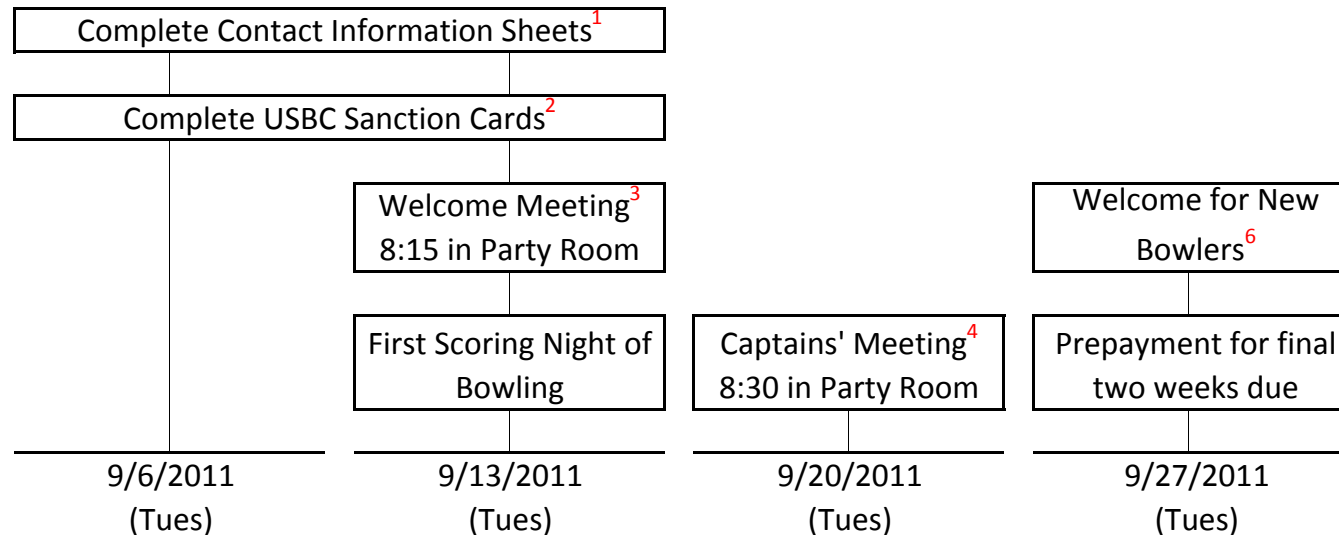 Complete Contact Information Sheets1
Complete USBC Sanction Cards2
Welcome Meeting3
8:15 in Party Room
Welcome for New
Bowlers6
First Scoring Night of
Bowling
Captains' Meeting4
8:30 in Party Room
Prepayment for final
two weeks due
9/6/2011
(Tues)
9/13/2011
(Tues)
9/20/2011
(Tues)
9/27/2011
(Tues)